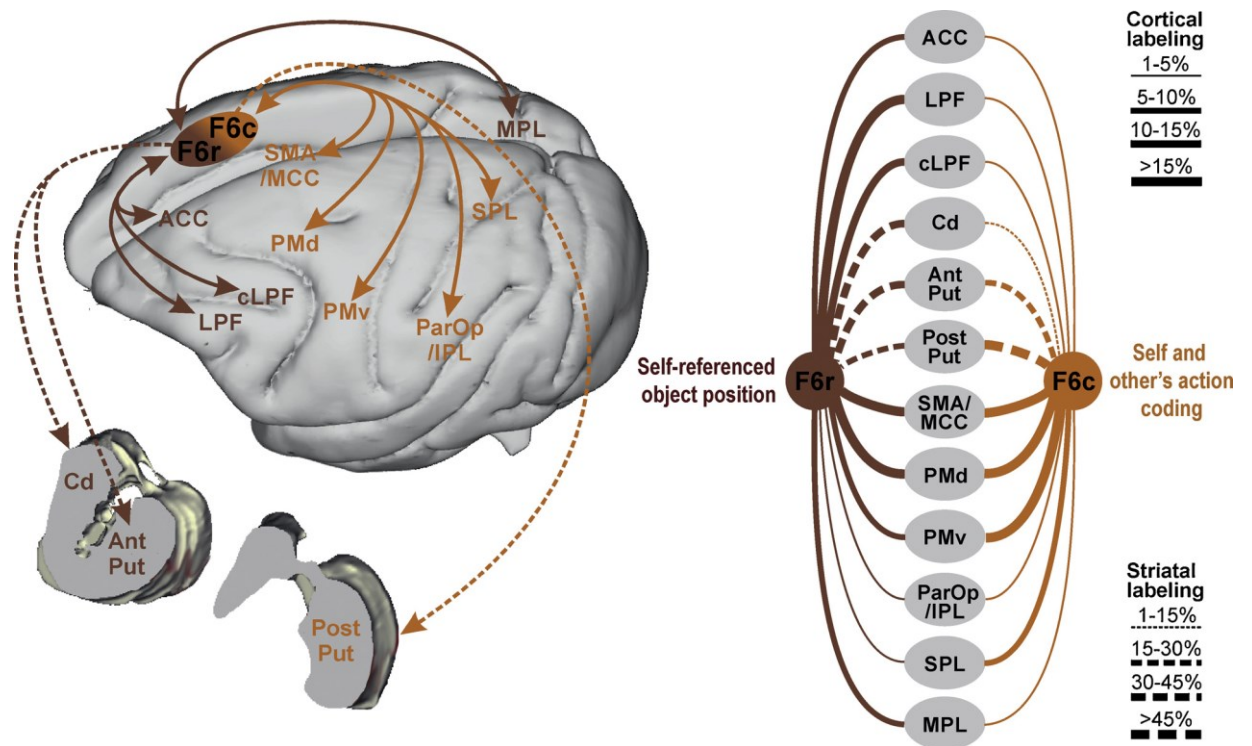 F6c
F6r
MPL
SMA
/MCC
SPL
ACC
PMd
cLPF
PMv
LPF
ParOp
/IPL
Cd
Ant
Put
Post
Put
ACC
LPF
cLPF
Cd
Ant
Put
Post
Put
Self-referenced
object position
F6r
F6c
Self and
other's action
coding
SMA/
MCC
PMd
PMv
ParOp
/IPL
SPL
MPL
Cortical
labeling
1-5%
5-10%
10-15%
>15%
Striatal
labeling
1-15%
15-30%
30-45%
>45%